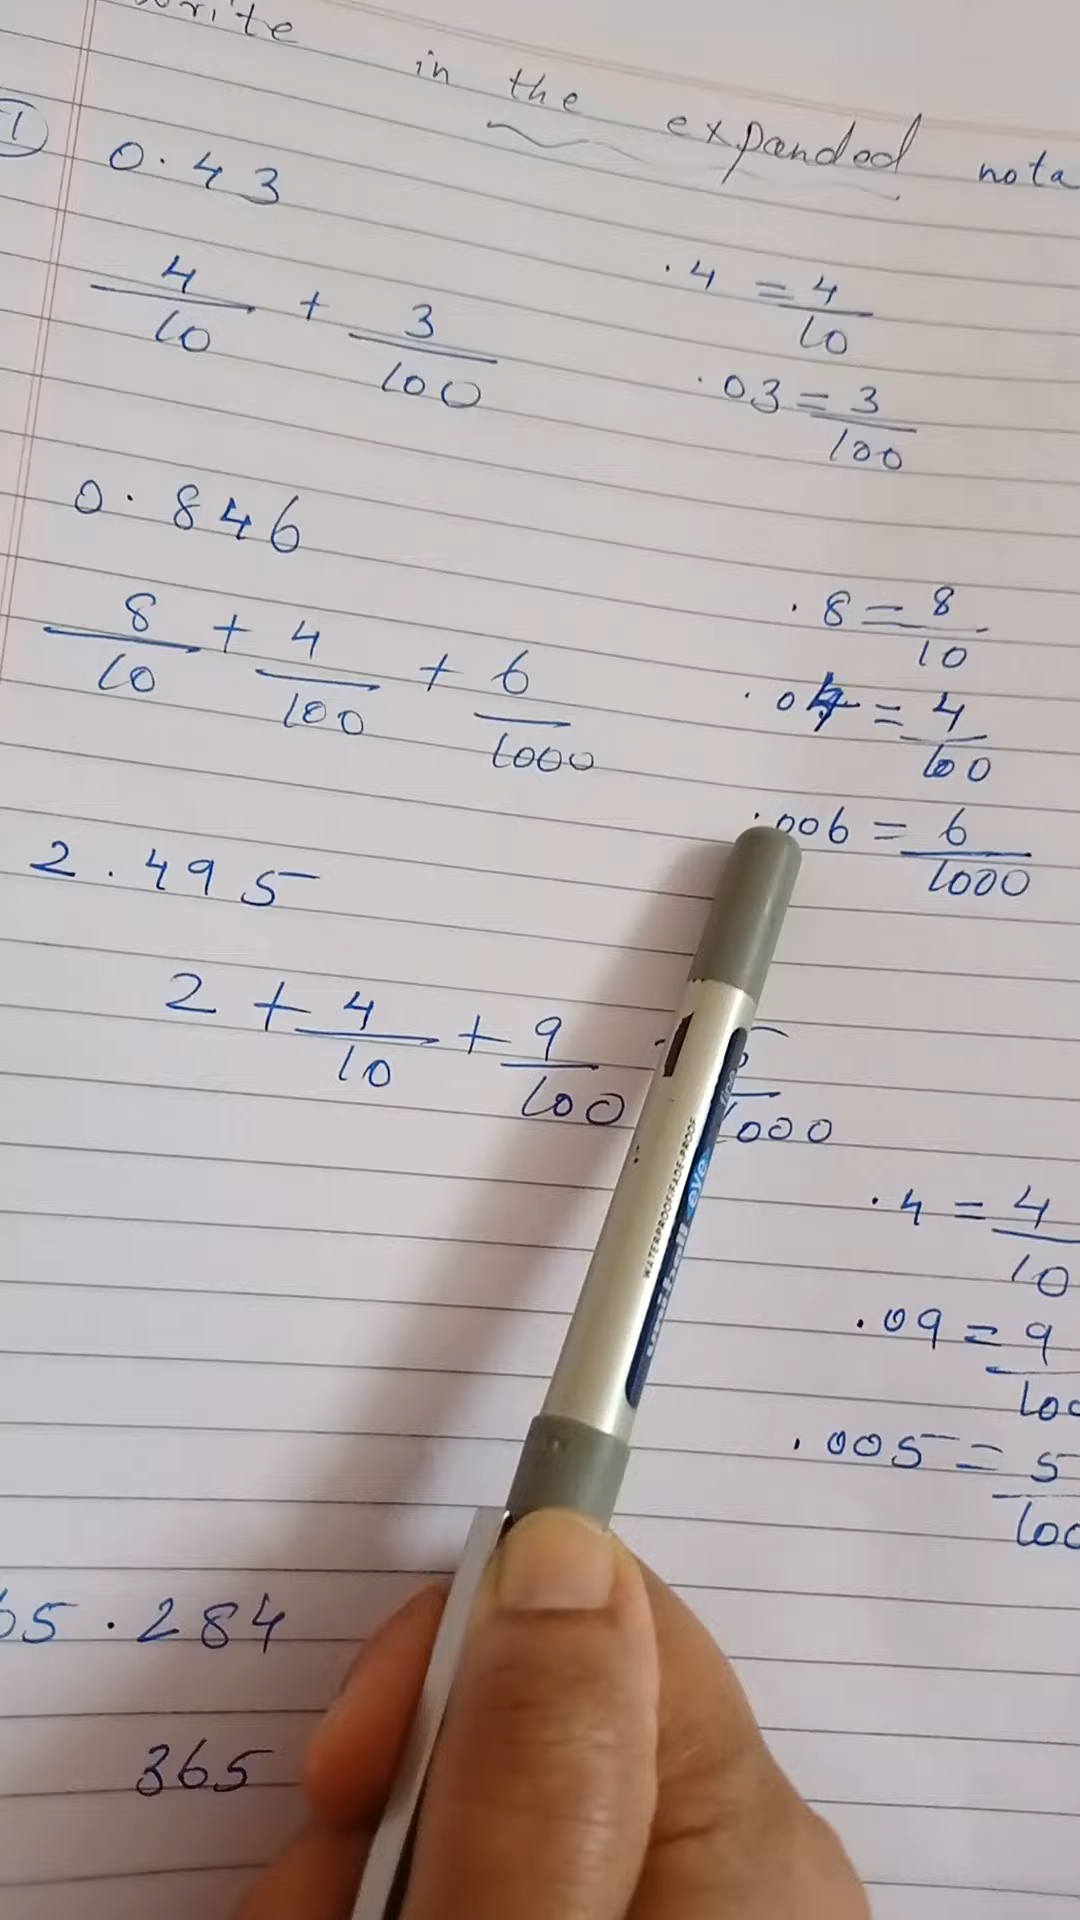 write in the expanded nota
1 0.43
4/10 + 3/100
.4 = 4/10
.03 = 3/100
0.846
8/10 + 4/100 + 6/1000
.8 = 8/10
.04 = 4/100
.006 = 6/1000
2.495
2 + 4/10 + 9/100 5/1000
.4 = 4/10
.09 = 9/100
.005 = 5/100
65.284
365
uniball eye
WATERPROOF/FADE-PROOF